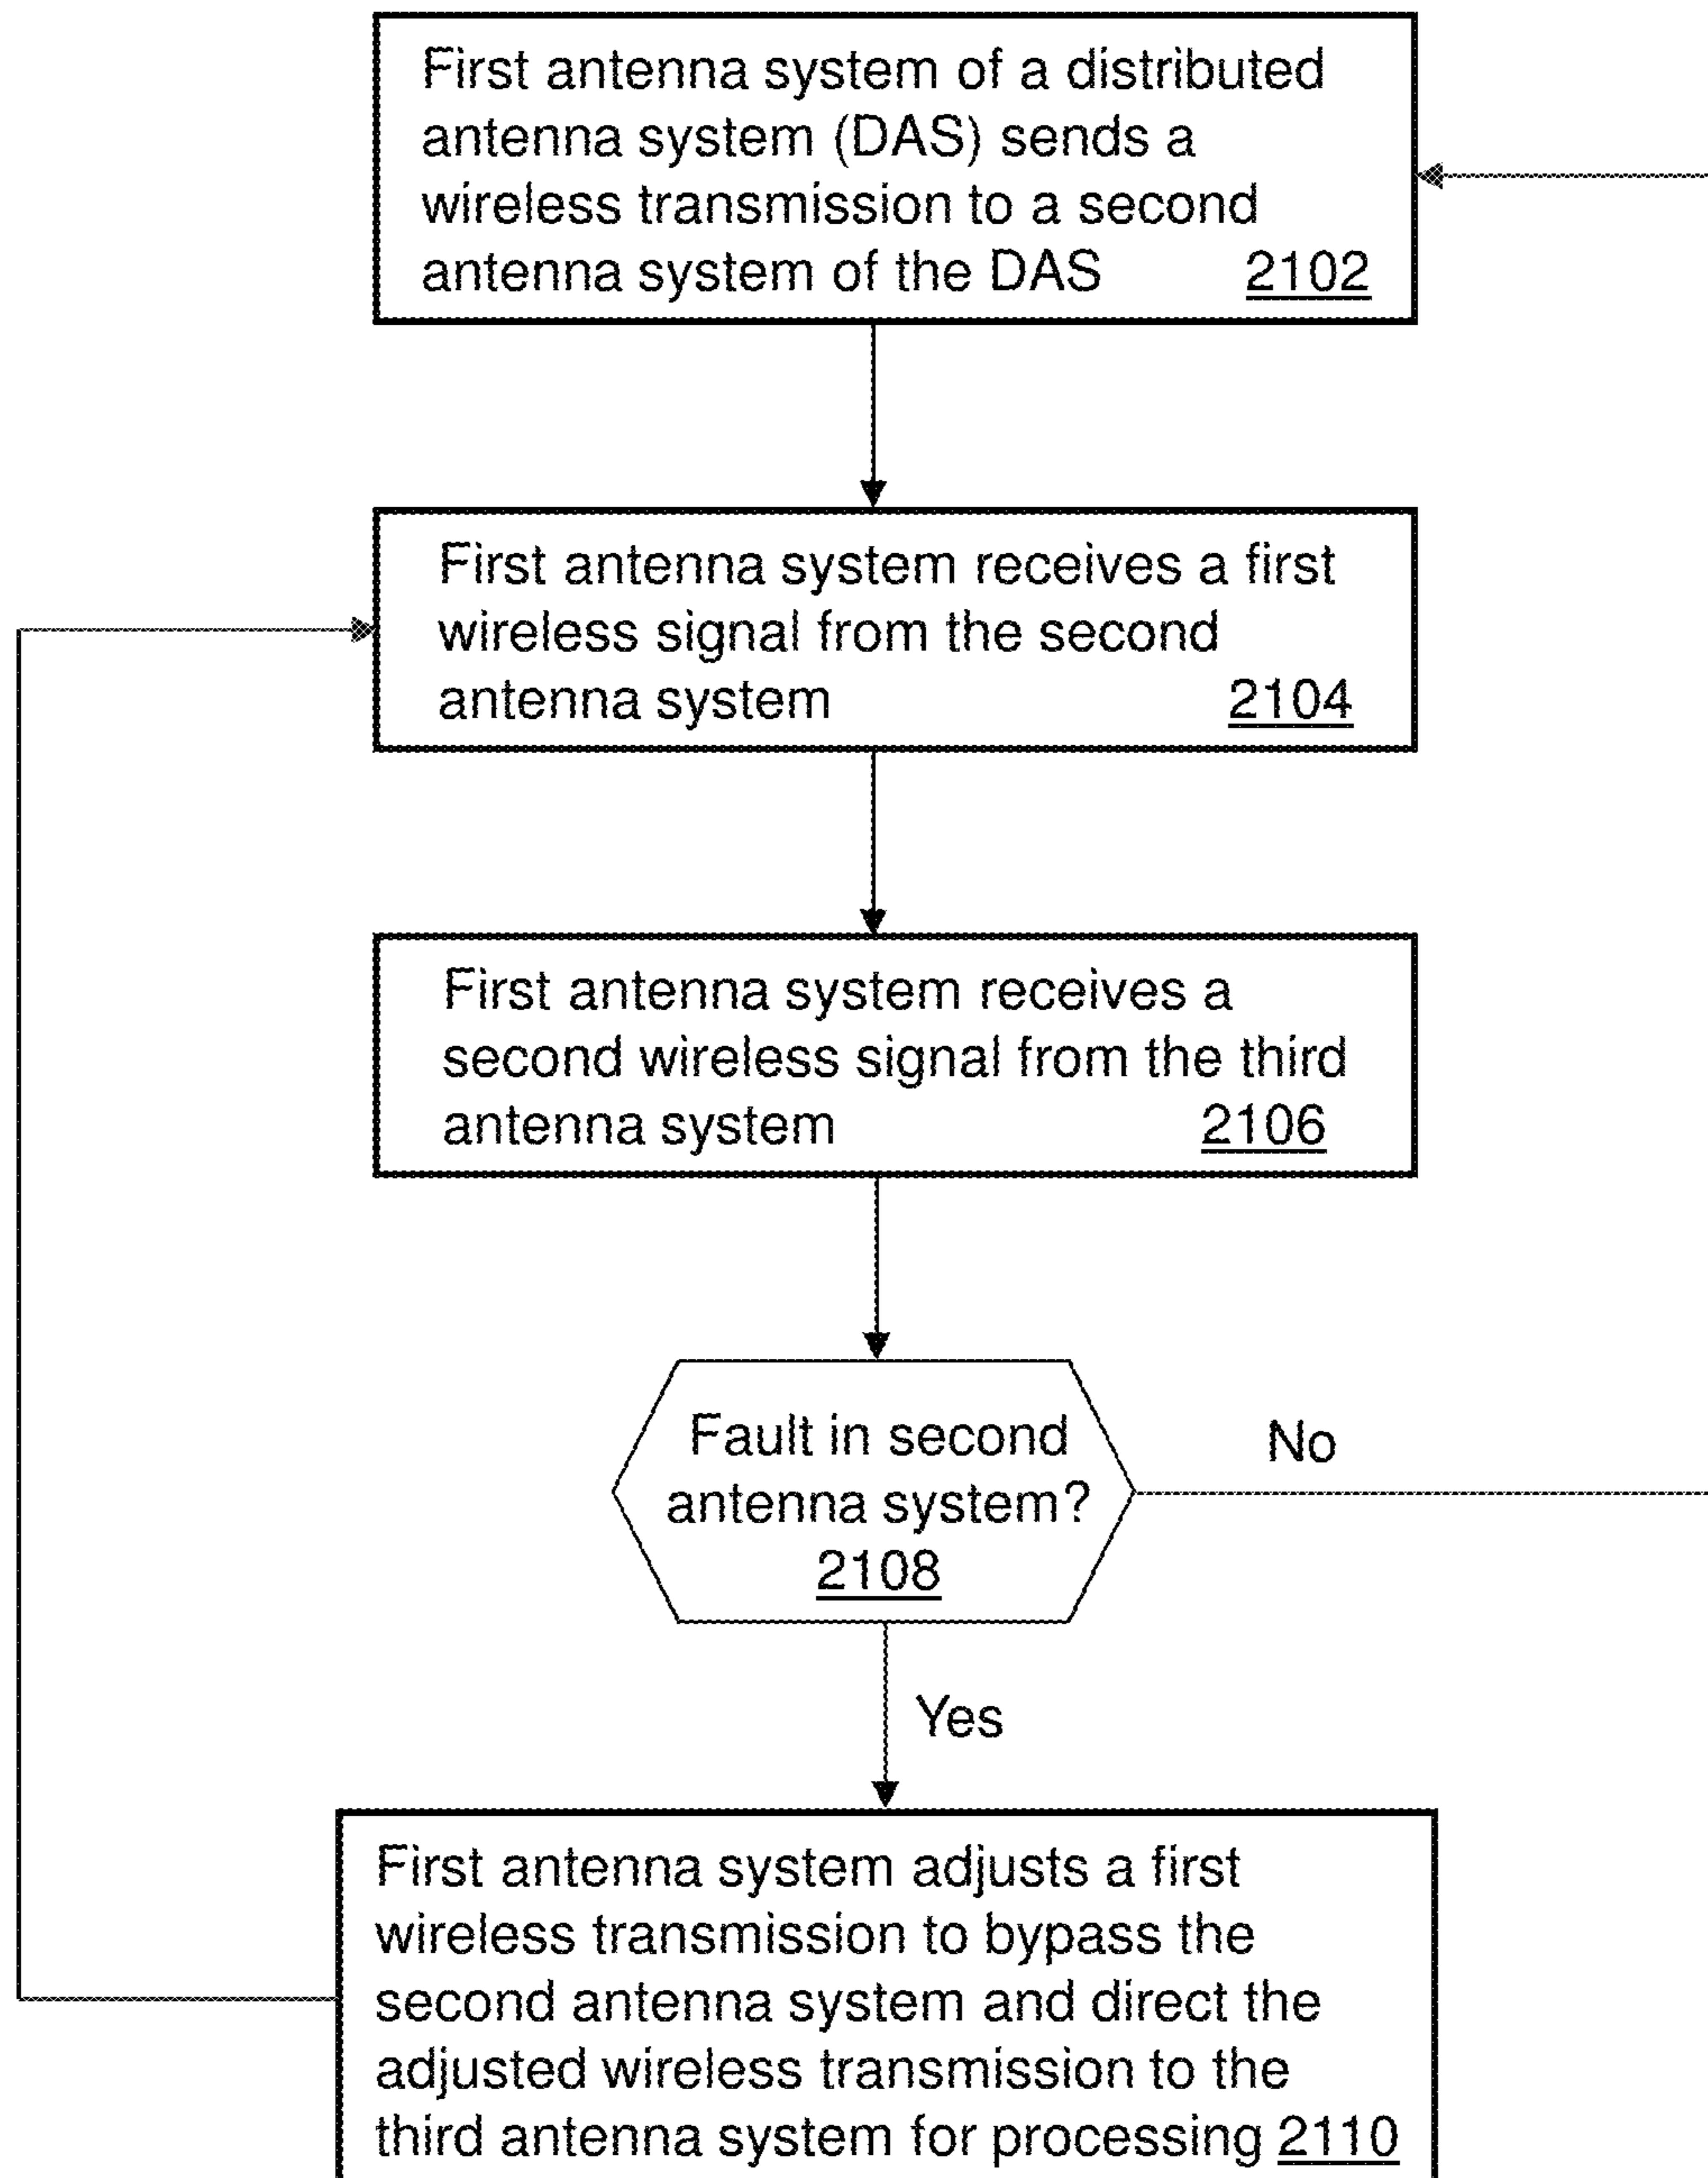 First antenna system of a distributed
antenna system (DAS) sends a
wireless transmission to a second
antenna system of the DAS 2102
First antenna system receives a first
wireless signal from the second
antenna system 2104
First antenna system receives a
second wireless signal from the third
antenna system 2106
Fault in second
antenna system?
2108
No
Yes
First antenna system adjusts a first
wireless transmission to bypass the
second antenna system and direct the
adjusted wireless transmission to the
third antenna system for processing 2110